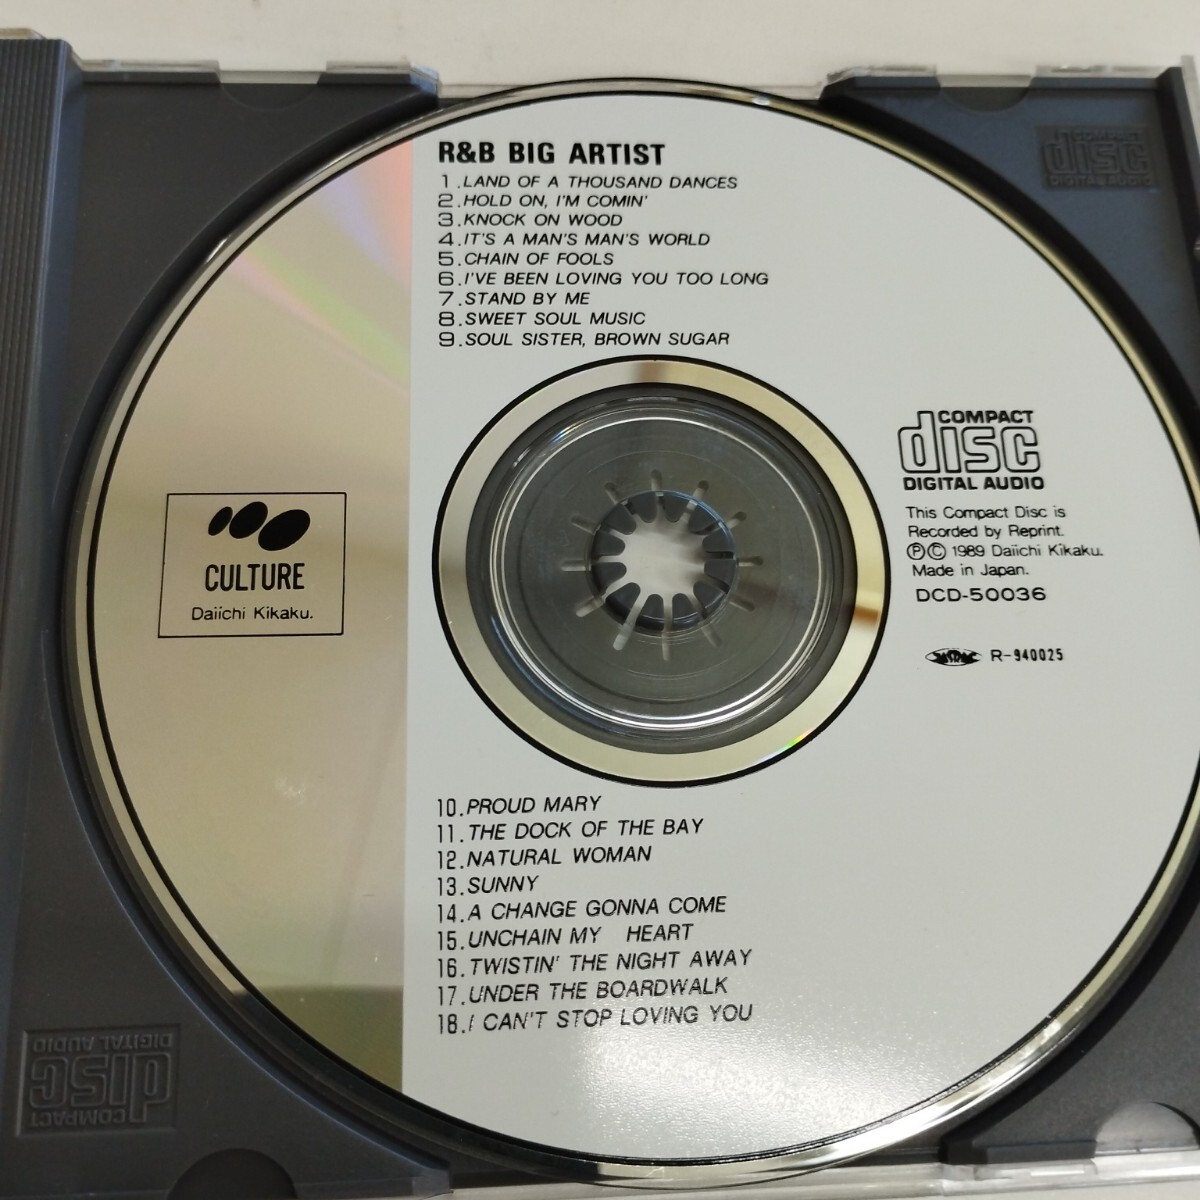 R&B BIG ARTIST
1.LAND OF A THOUSAND DANCES
2.HOLD ON, I'M COMIN'
3.KNOCK ON WOOD
4.IT'S A MAN'S MAN'S WORLD
5.CHAIN OF FOOLS
6.I'VE BEEN LOVING YOU TOO LONG
7.STAND BY ME
8.SWEET SOUL MUSIC
9.SOUL SISTER, BROWN SUGAR
COMPACT
disc
DIGITAL AUDIO
COMPACT
disc
DIGITAL AUDIO
This Compact Disc is
Recorded by Reprint.
Ⓟ© 1989 Daiichi Kikaku.
Made in Japan.
DCD-50036
R-940025
CULTURE
Daiichi Kikaku.
10.PROUD MARY
11.THE DOCK OF THE BAY
12.NATURAL WOMAN
13.SUNNY
14.A CHANGE GONNA COME
15.UNCHAIN MY HEART
16.TWISTIN' THE NIGHT AWAY
17.UNDER THE BOARDWALK
18.I CAN'T STOP LOVING YOU
COMPACT
disc
DIGITAL AUDIO